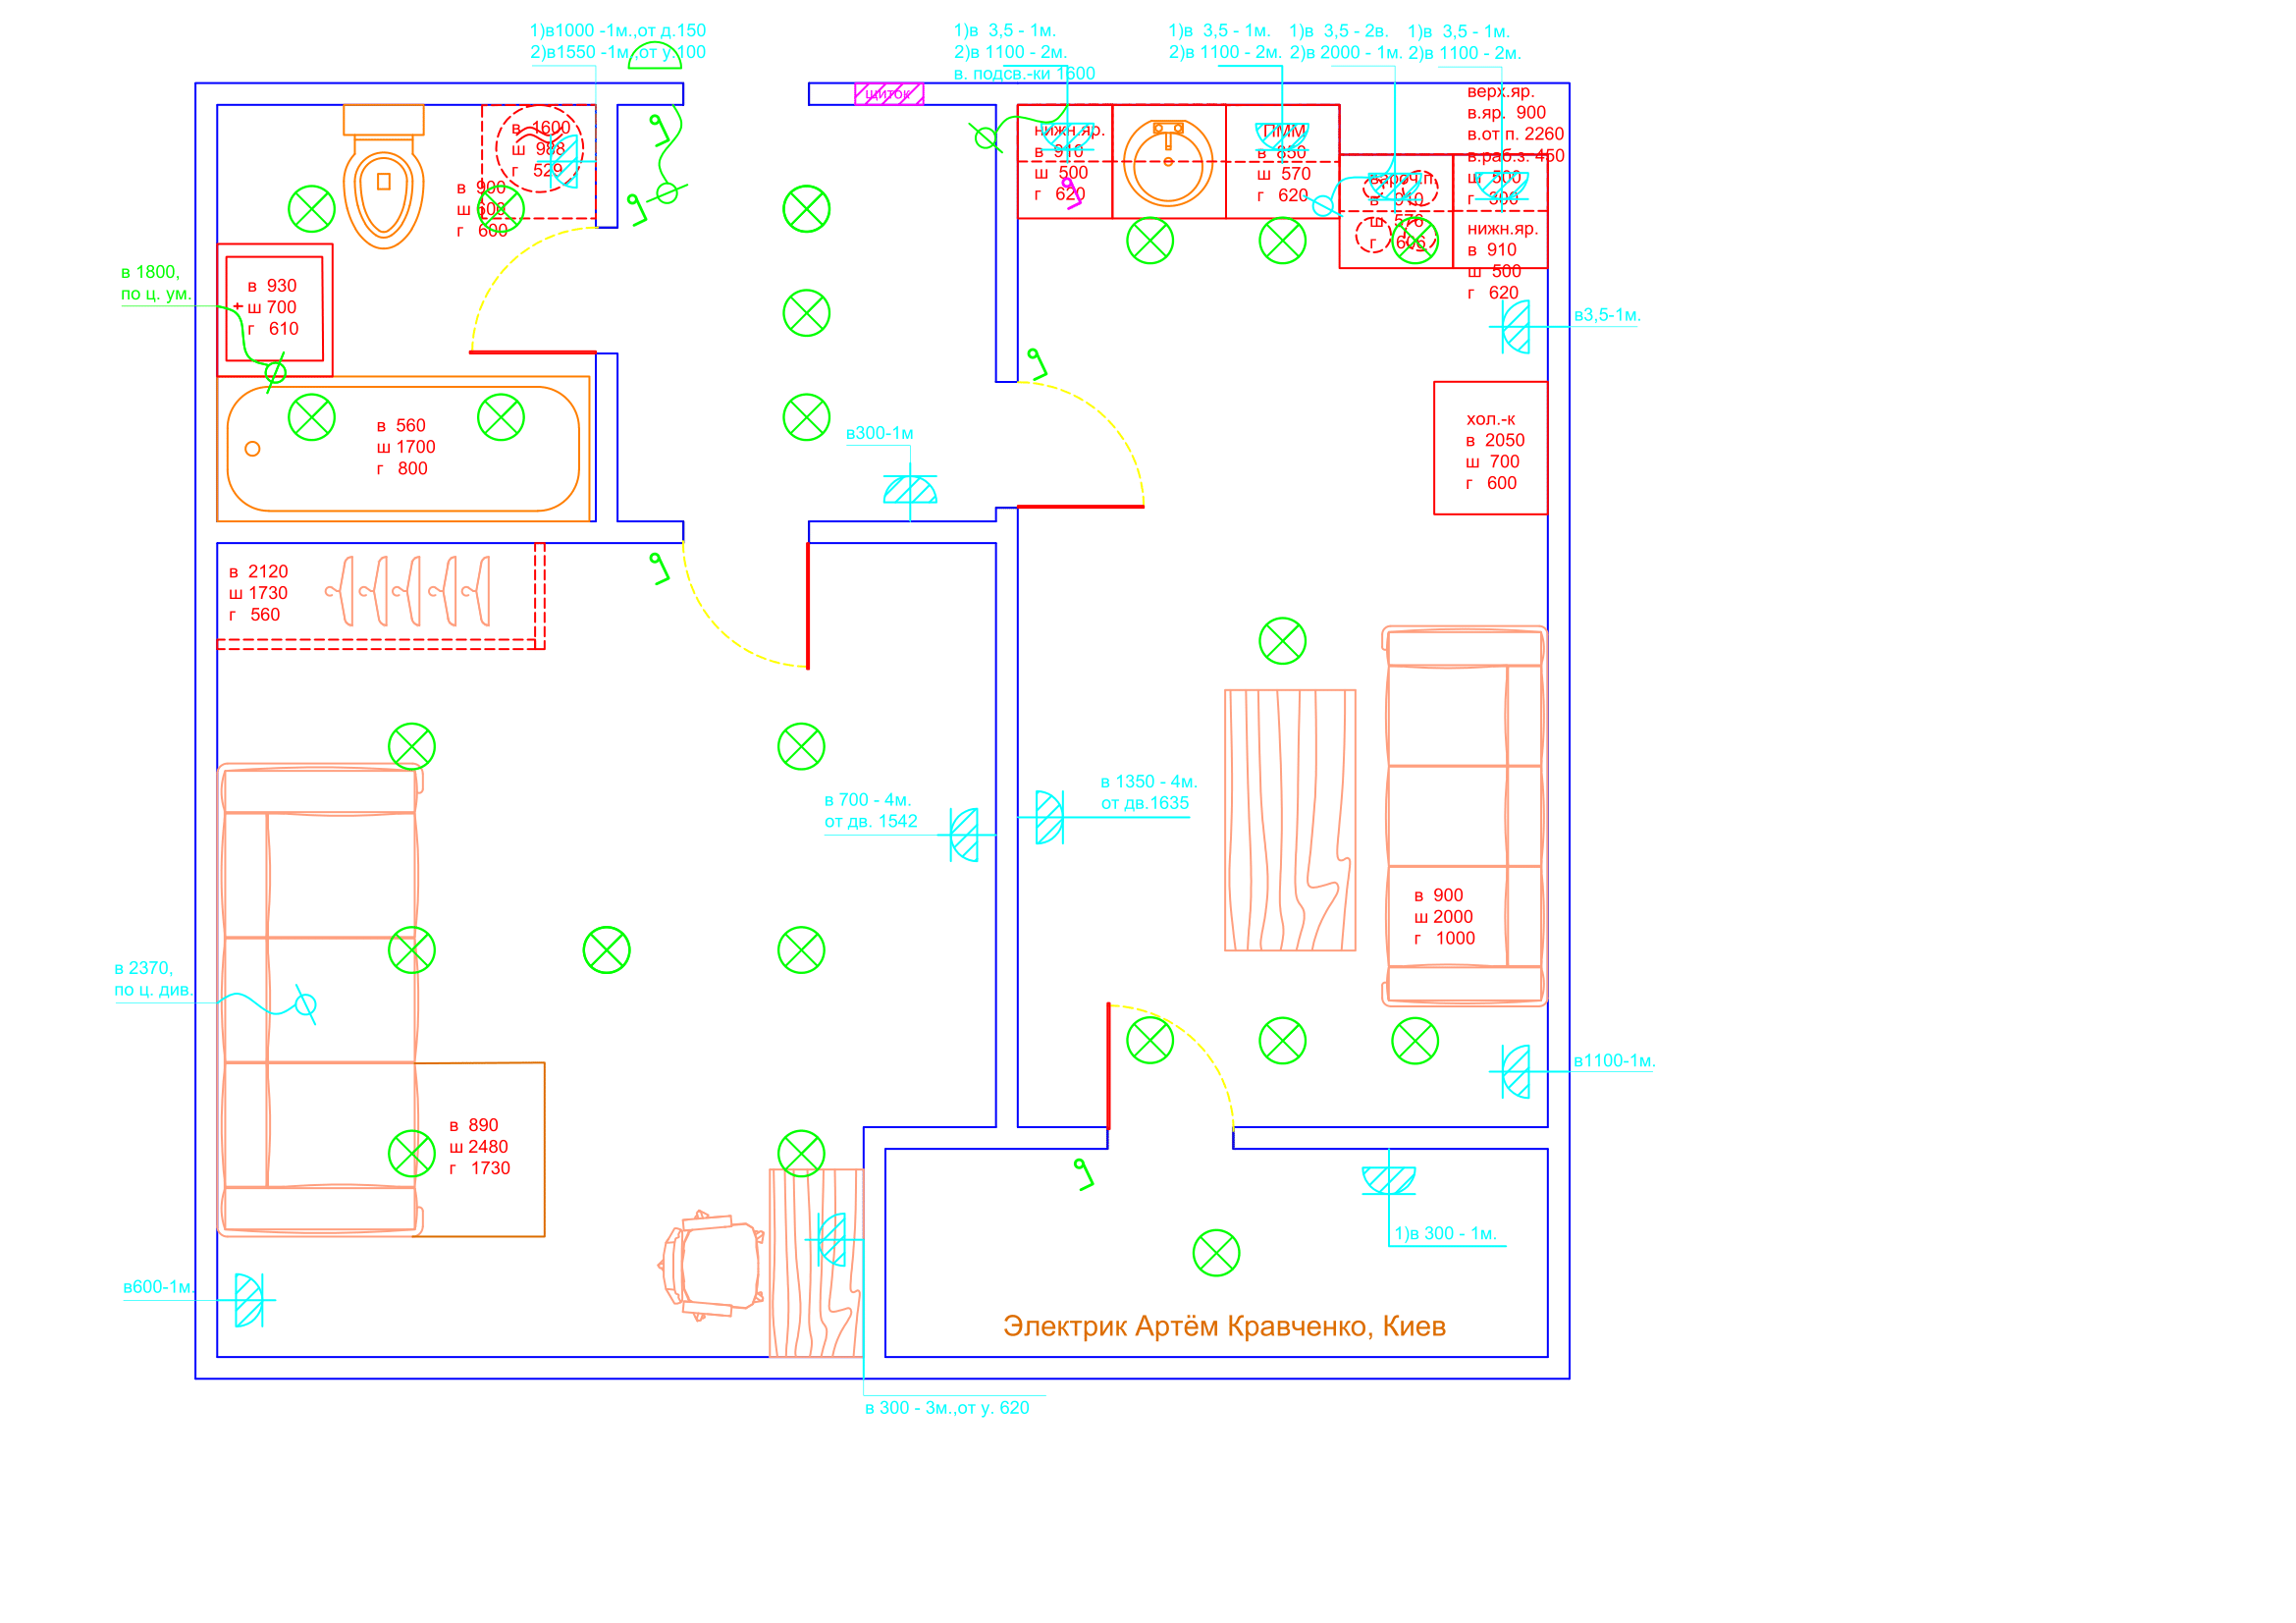 1)в1000 -1м.,от д.150
2)в1550 -1м.,от у.100
1)в 3,5 - 1м.
2)в 1100 - 2м.
в. подсв.-ки 1600
1)в 3,5 - 1м.
2)в 1100 - 2м.
1)в 3,5 - 2в.
2)в 2000 - 1м.
1)в 3,5 - 1м.
2)в 1100 - 2м.
щиток
верх.яр.
в.яр. 900
в.от п. 2260
в.раб.з. 450
ш 500
г 300
нижн.яр.
в 910
ш 500
г 620
в 1600
ш 988
г 529
в 900
ш 600
г 600
нижн.яр.
в 910
ш 500
г 620
ПММ
в 850
ш 570
г 620
вароч.п.
в 910
ш 576
г 606
в 1800,
по ц. ум.
в 930
ш 700
г 610
в3,5-1м.
в 560
ш 1700
г 800
в300-1м
хол.-к
в 2050
ш 700
г 600
в 2120
ш 1730
г 560
в 700 - 4м.
от дв. 1542
в 1350 - 4м.
от дв.1635
в 900
ш 2000
г 1000
в 2370,
по ц. див.
в1100-1м.
в 890
ш 2480
г 1730
в600-1м.
1)в 300 - 1м.
Электрик Артём Кравченко, Киев
в 300 - 3м.,от у. 620